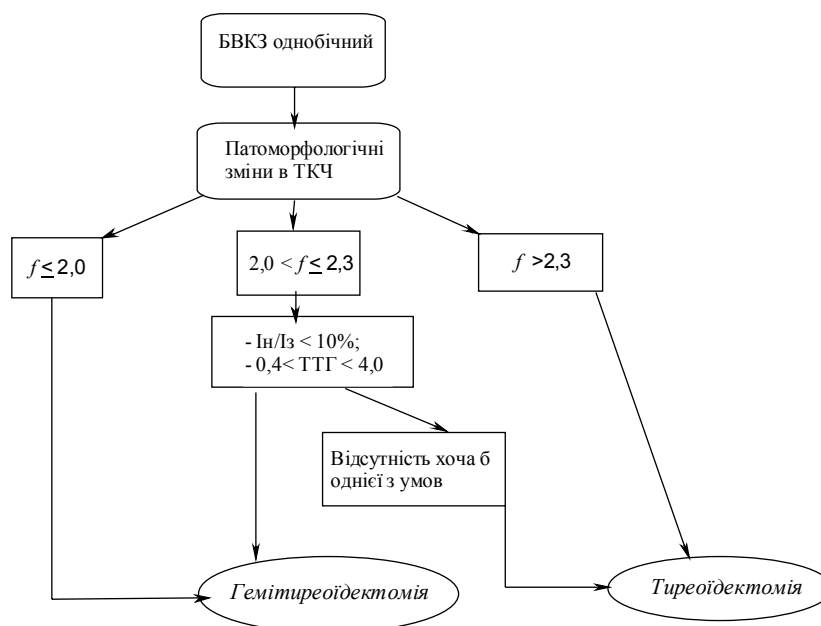 БВКЗ однобічний
Патоморфологічні
зміни в ТКЧ
f ≤ 2,0
2,0 < f ≤ 2,3
f >2,3
- Ін/Із < 10%;
- 0,4< ТТГ < 4,0
Відсутність хоча б
однієї з умов
Гемітиреоїдектомія
Тиреоїдектомія